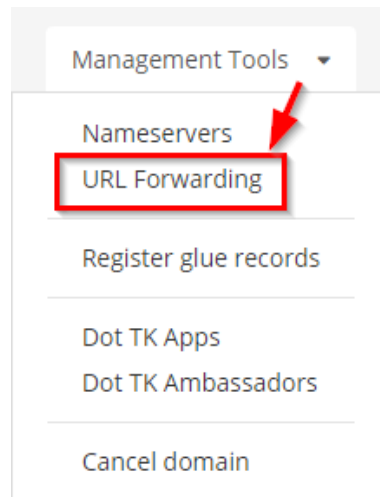 Management Tools
Nameservers
URL Forwarding
Register glue records
Dot TK Apps
Dot TK Ambassadors
Cancel domain